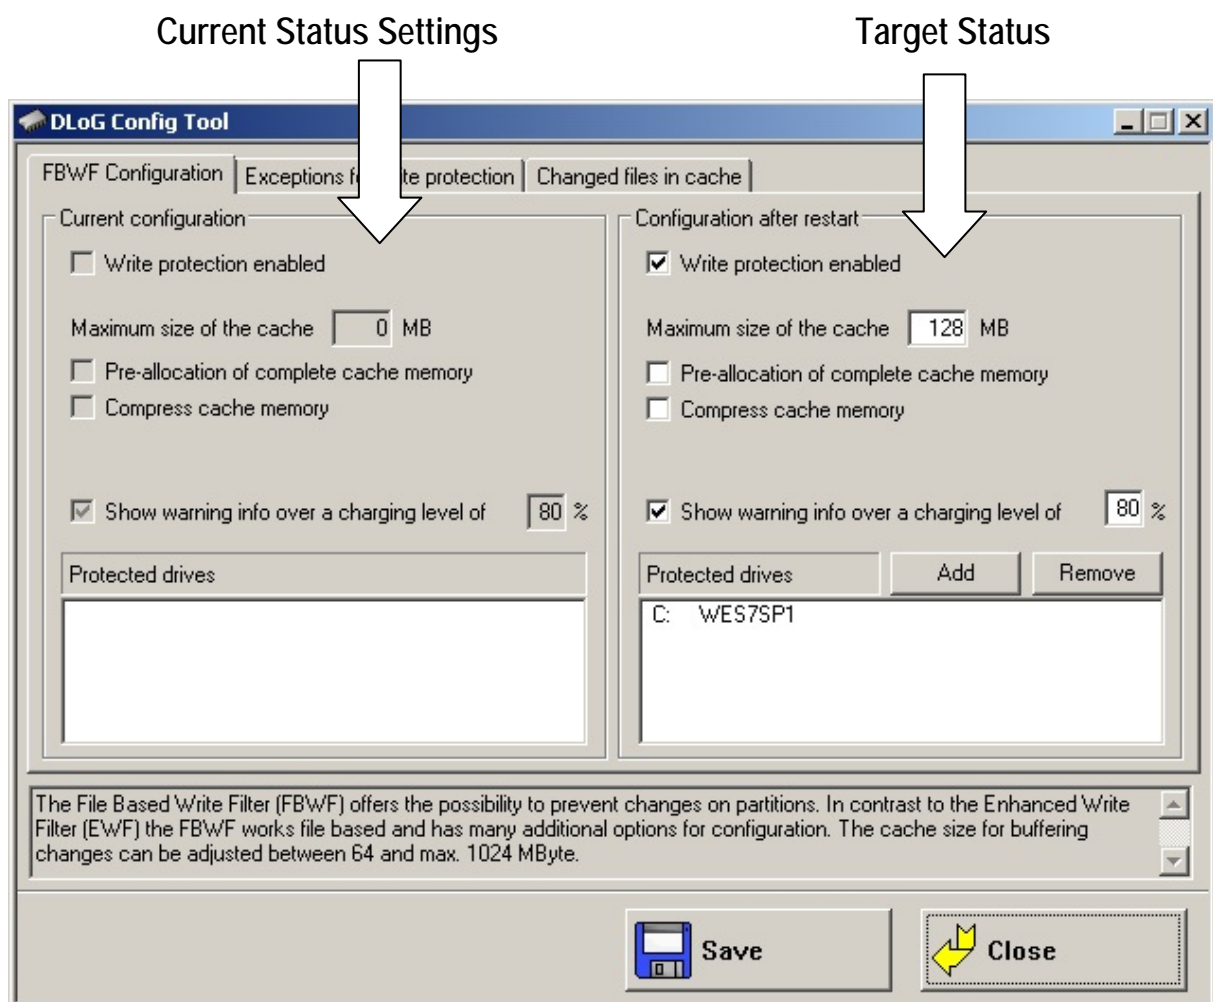 Current Status Settings Target Status
DLoG Config Tool
FBWF Configuration Exceptions f te protection Changed files in cache
Current configuration Configuration after restart
Write protection enabled Write protection enabled
Maximum size of the cache 0 MB Maximum size of the cache 128 MB
Pre-allocation of complete cache memory Pre-allocation of complete cache memory
Compress cache memory Compress cache memory
Show warning info over a charging level of 80 % Show warning info over a charging level of 80 %
Protected drives Protected drives Add Remove
C: WES7SP1
The File Based Write Filter (FBWF) offers the possibility to prevent changes on partitions. In contrast to the Enhanced Write
Filter (EWF) the FBWF works file based and has many additional options for configuration. The cache size for buffering
changes can be adjusted between 64 and max. 1024 MByte.
Save Close